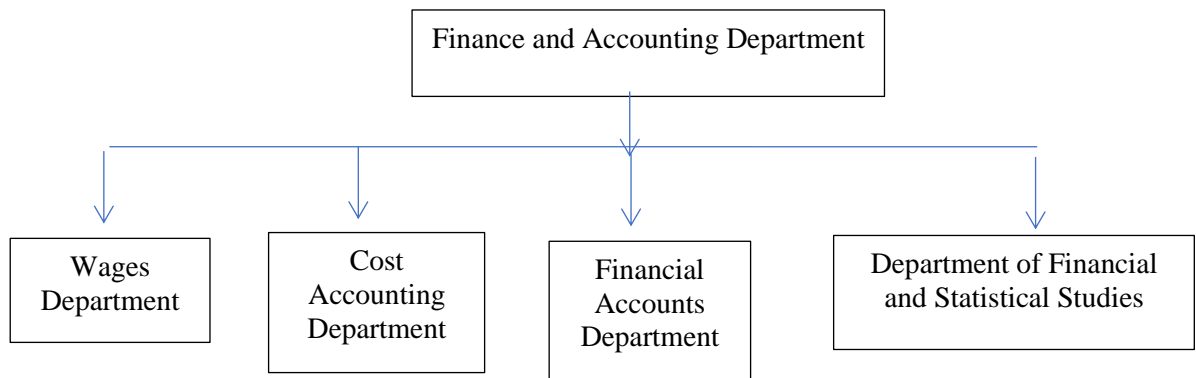 Finance and Accounting Department
Wages
Department
Cost
Accounting
Department
Financial
Accounts
Department
Department of Financial
and Statistical Studies